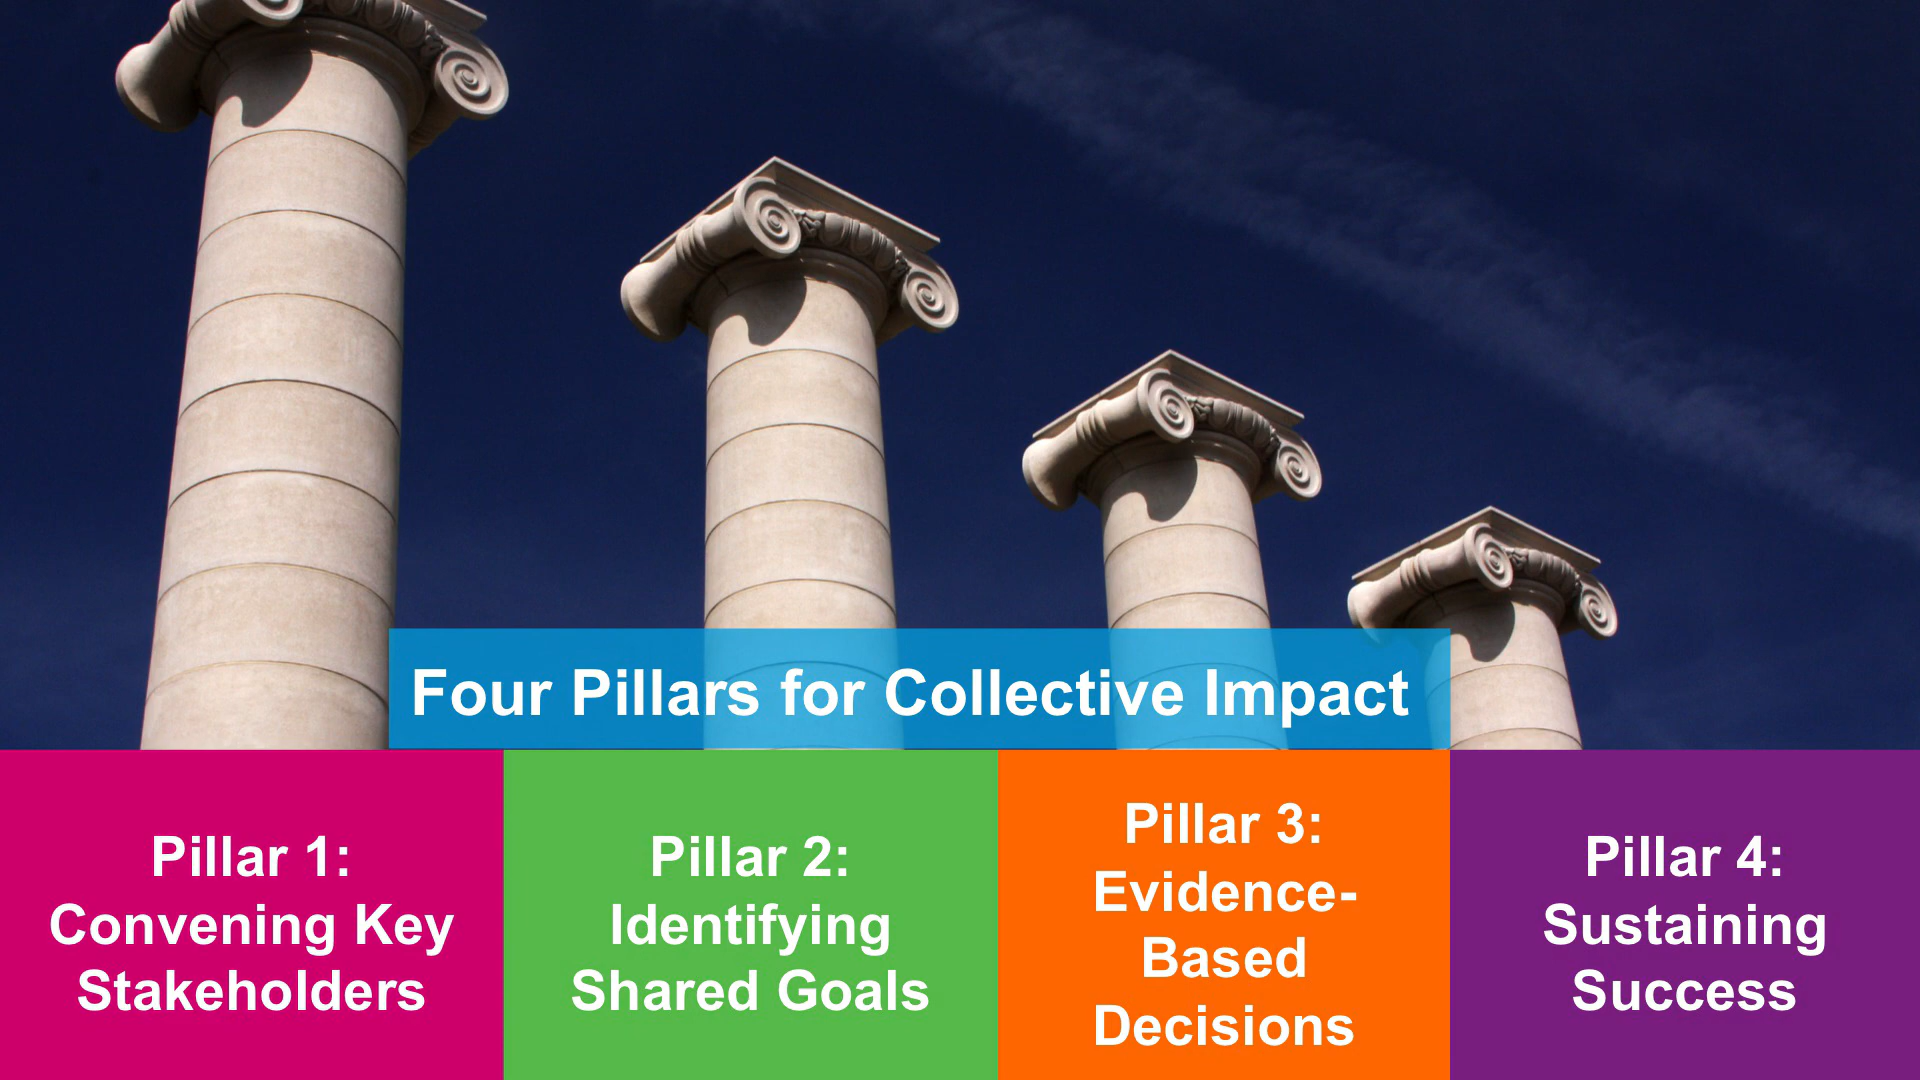 Four Pillars for Collective Impact
Pillar 1:
Convening Key
Stakeholders
Pillar 2:
Identifying
Shared Goals
Pillar 3:
Evidence-
Based
Decisions
Pillar 4:
Sustaining
Success